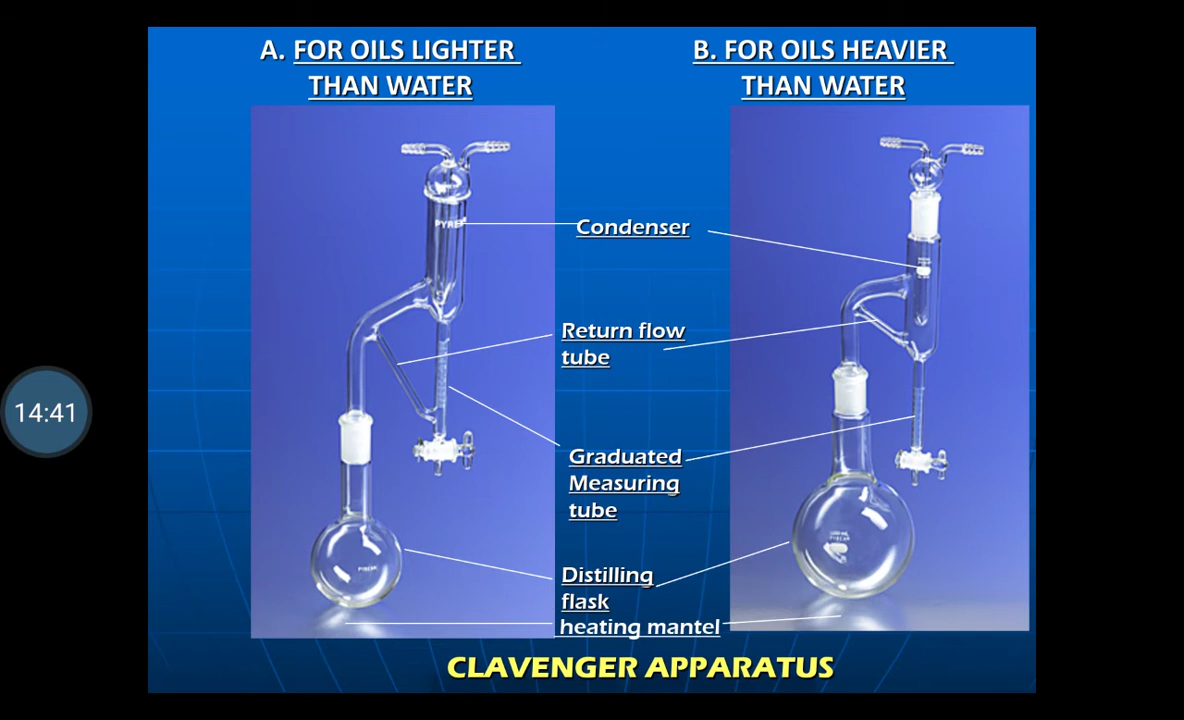 A. FOR OILS LIGHTER
THAN WATER
B. FOR OILS HEAVIER
THAN WATER
PYREX
Condenser
Return flow
tube
14:41
Graduated
Measuring
tube
Distilling
flask
heating mantel
CLAVENGER APPARATUS